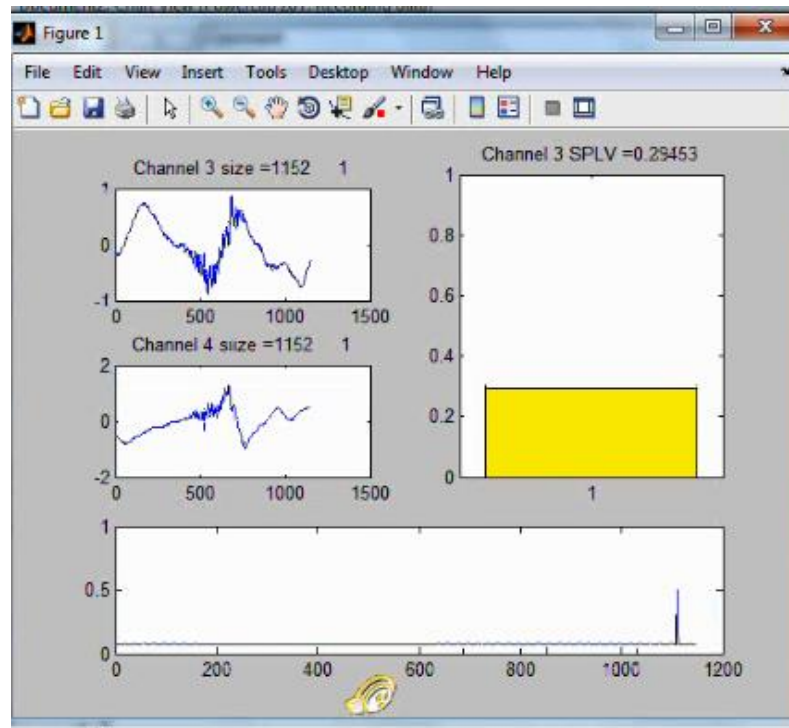 Figure 1
File Edit View Insert Tools Desktop Window Help
Channel 3 size =1152 1
1
0
-1
0 500 1000 1500
Channel 4 siize =1152 1
2
0
-2
0 500 1000 1500
Channel 3 SPLV =0.29453
1
0.8
0.6
0.4
0.2
0
1
1
0.5
0
0 200 400 600 800 1000 1200